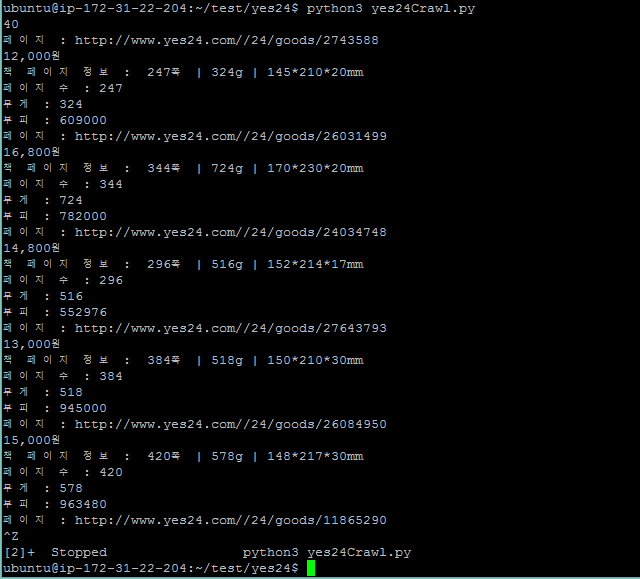 ubuntu@ip-172-31-22-204:~/test/yes24$ python3 yes24Crawl.py
40
페이지 : http://www.yes24.com//24/goods/2743588
12,000원
책 페이지 정보 : 247쪽 | 324g | 145*210*20mm
페이지 수 : 247
무게 : 324
부피 : 609000
페이지 : http://www.yes24.com//24/goods/26031499
16,800원
책 페이지 정보 : 344쪽 | 724g | 170*230*20mm
페이지 수 : 344
무게 : 724
부피 : 782000
페이지 : http://www.yes24.com//24/goods/24034748
14,800원
책 페이지 정보 : 296쪽 | 516g | 152*214*17mm
페이지 수 : 296
무게 : 516
부피 : 552976
페이지 : http://www.yes24.com//24/goods/27643793
13,000원
책 페이지 정보 : 384쪽 | 518g | 150*210*30mm
페이지 수 : 384
무게 : 518
부피 : 945000
페이지 : http://www.yes24.com//24/goods/26084950
15,000원
책 페이지 정보 : 420쪽 | 578g | 148*217*30mm
페이지 수 : 420
무게 : 578
부피 : 963480
페이지 : http://www.yes24.com//24/goods/11865290
^Z
[2]+ Stopped python3 yes24Crawl.py
ubuntu@ip-172-31-22-204:~/test/yes24$